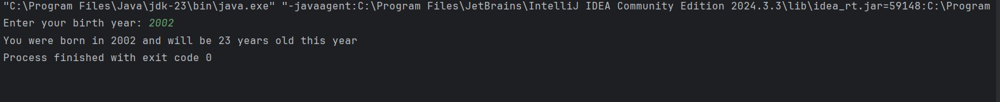 "C:\Program Files\Java\jdk-23\bin\java.exe" "-javaagent:C:\Program Files\JetBrains\IntelliJ IDEA Community Edition 2024.3.3\lib\idea_rt.jar=59148:C:\Program
Enter your birth year: 2002
You were born in 2002 and will be 23 years old this year
Process finished with exit code 0